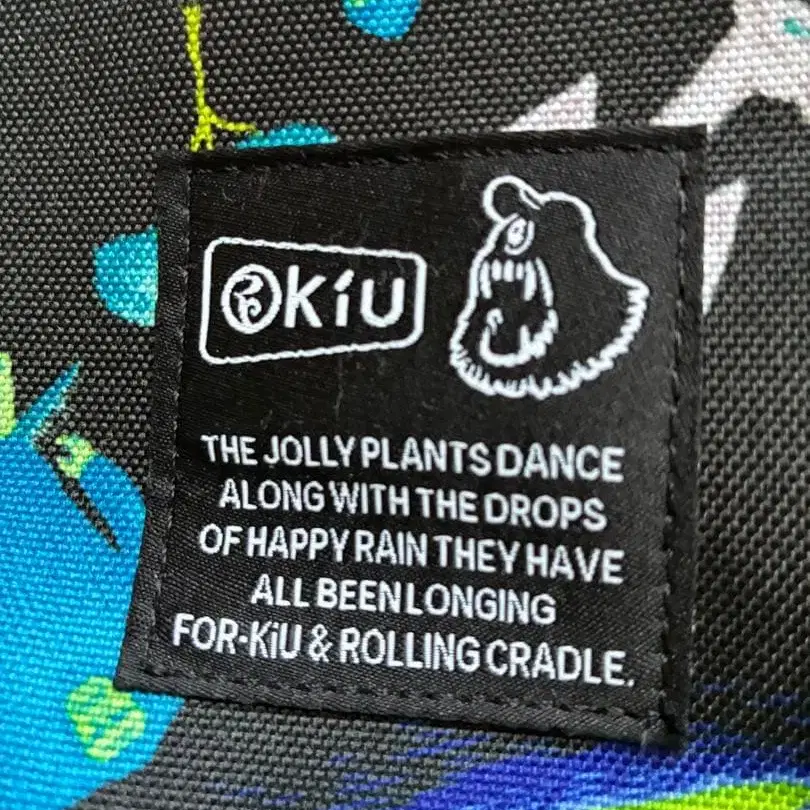 KíU
THE JOLLY PLANTS DANCE
ALONG WITH THE DROPS
OF HAPPY RAIN THEY HAVE
ALL BEEN LONGING
FOR-KiU & ROLLING CRADLE.